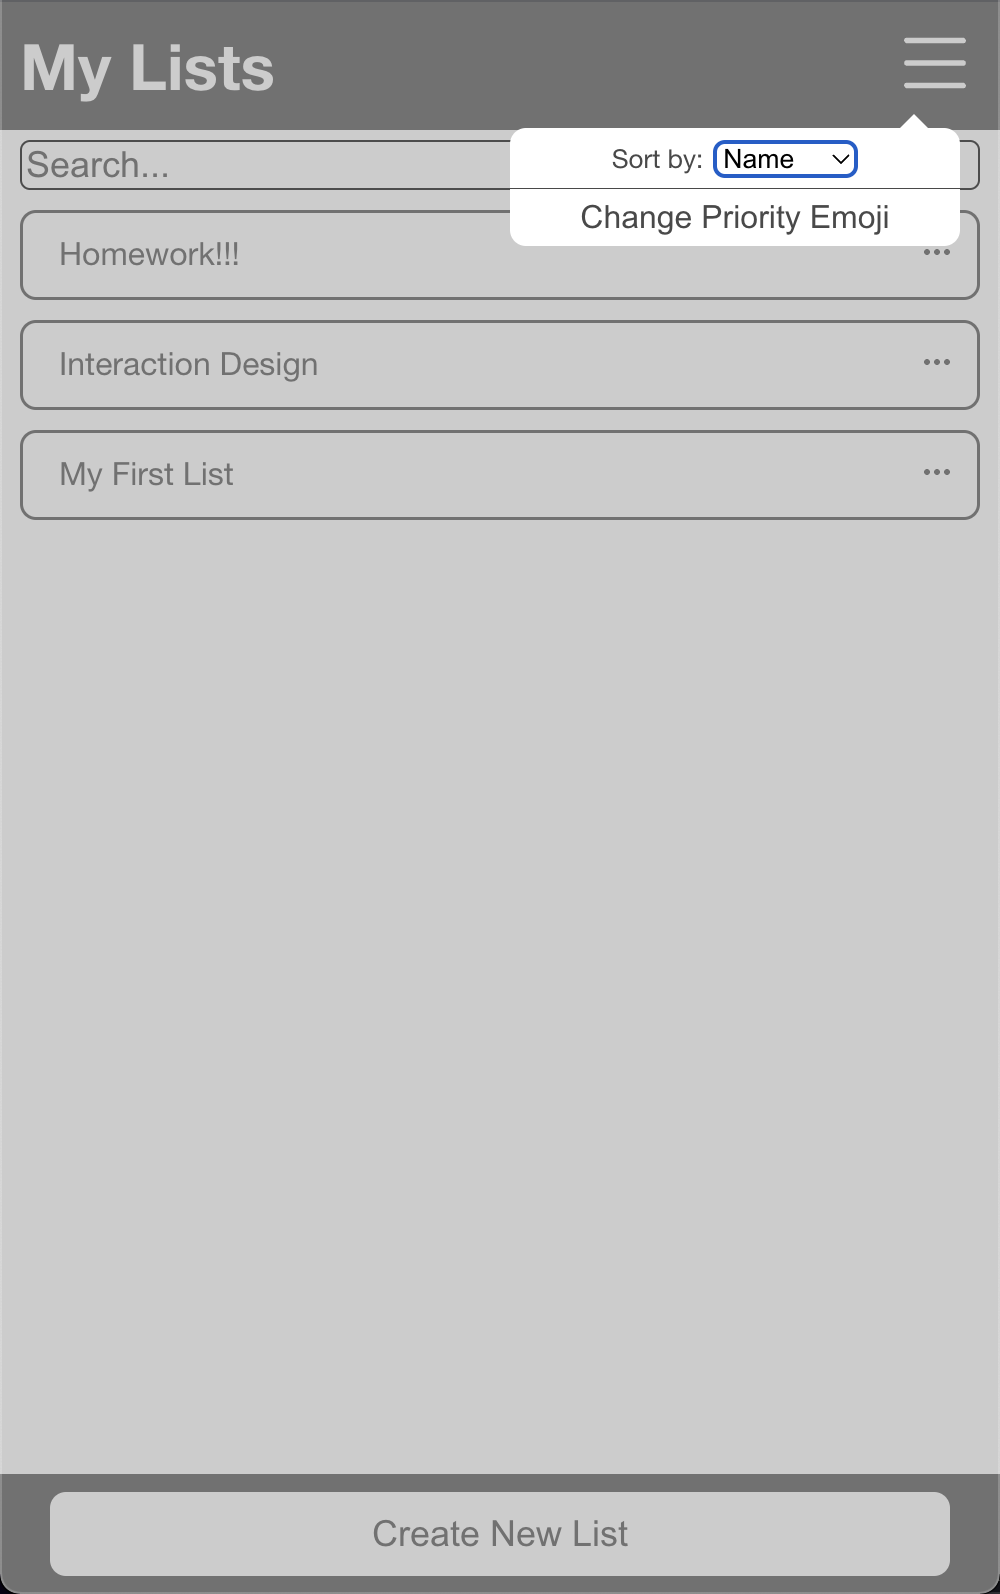 My Lists
Search...
Sort by: Name
Change Priority Emoji
Homework!!!
Interaction Design
My First List
Create New List